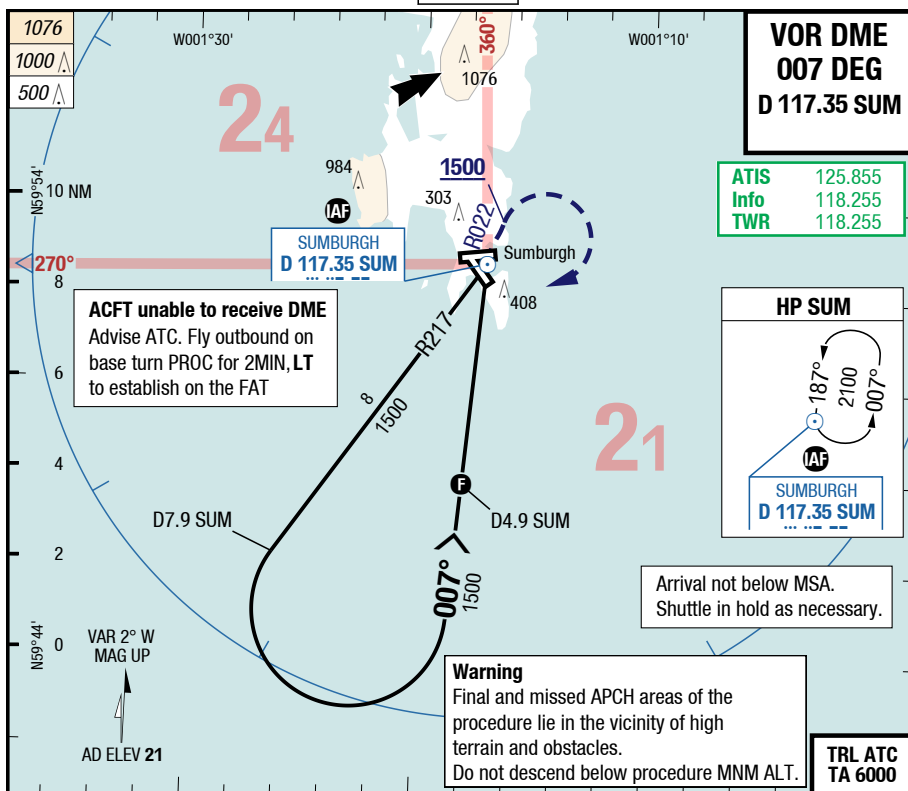 1076
1000
500
W001°30'
W001°10'
360°
1076
VOR DME
007 DEG
D 117.35 SUM
24
984
1500
303
R022
ATIS 125.855
Info 118.255
TWR 118.255
N59°54'
10 NM
IAF
SUMBURGH
D 117.35 SUM
Sumburgh
270°
8
408
ACFT unable to receive DME
Advise ATC. Fly outbound on
base turn PROC for 2MIN, LT
to establish on the FAT
R217
8
1500
HP SUM
187°
2100
007°
IAF
SUMBURGH
D 117.35 SUM
6
21
4
F
D7.9 SUM
D4.9 SUM
2
007°
1500
Arrival not below MSA.
Shuttle in hold as necessary.
N59°44'
0
VAR 2° W
MAG UP
AD ELEV 21
Warning
Final and missed APCH areas of the
procedure lie in the vicinity of high
terrain and obstacles.
Do not descend below procedure MNM ALT.
TRL ATC
TA 6000